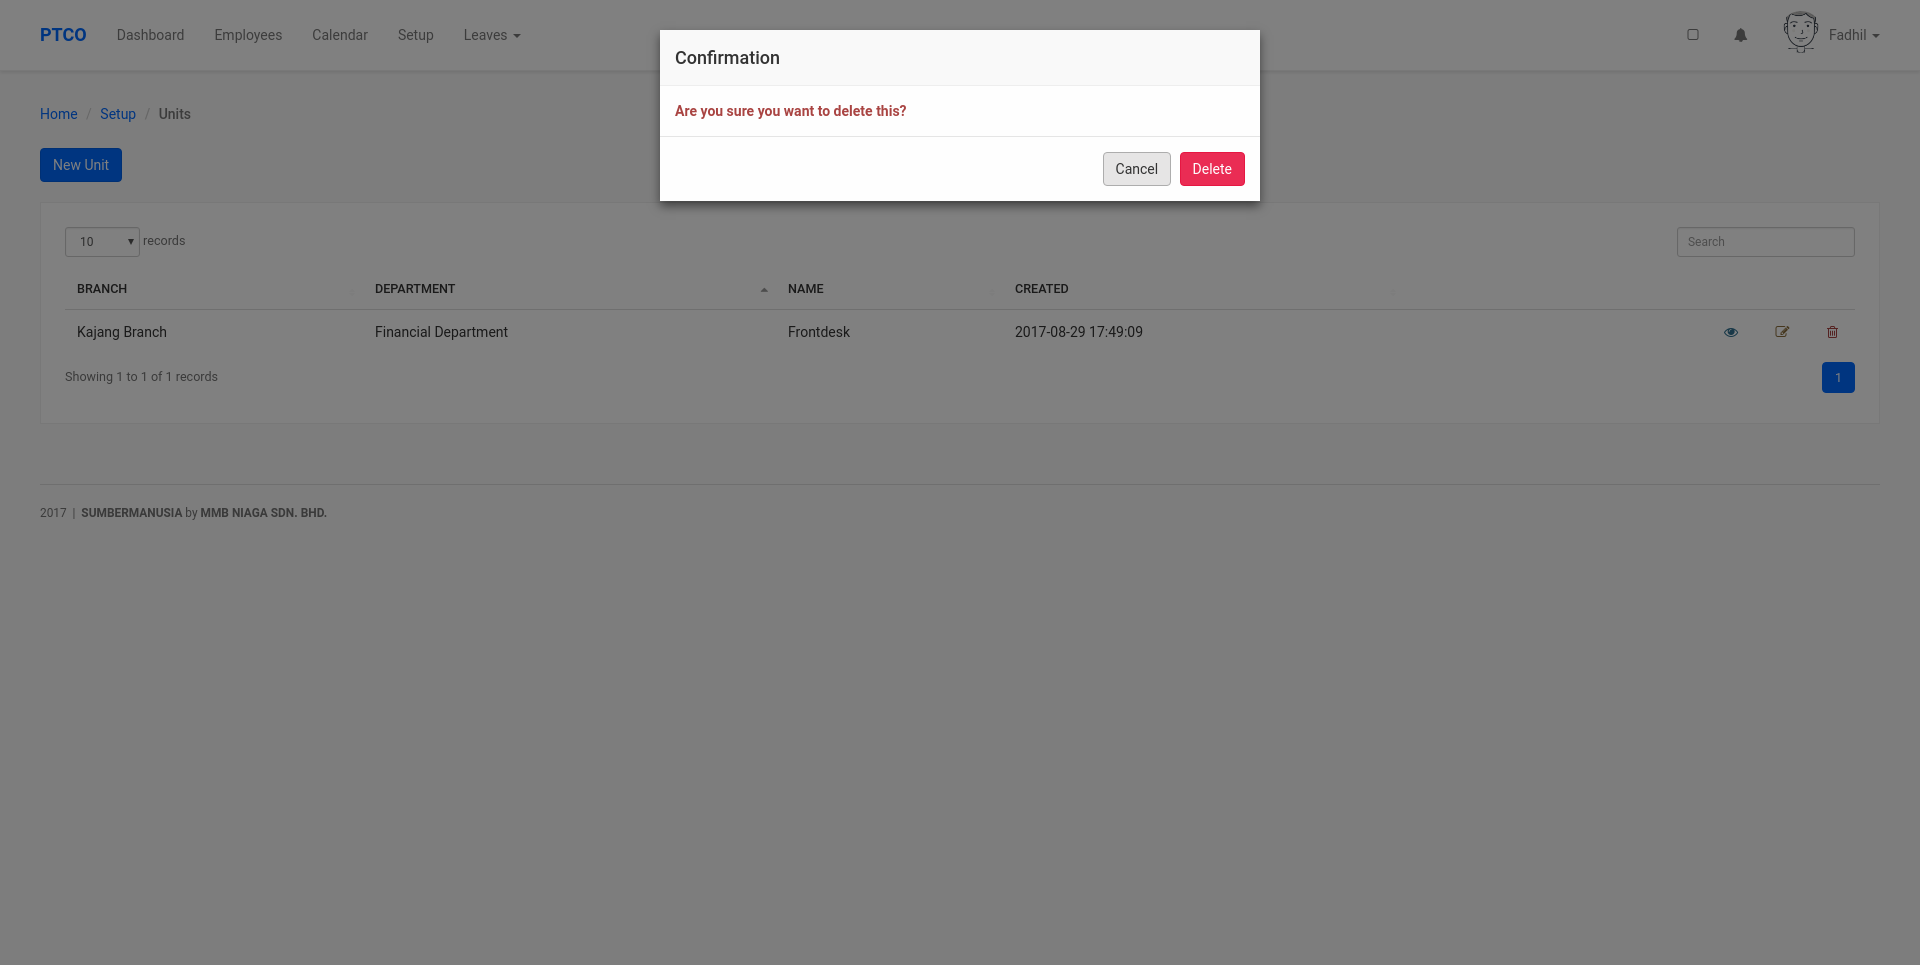 PTCO Dashboard Employees Calendar Setup Leaves Fadhil
Confirmation
Are you sure you want to delete this?
Cancel Delete
Home / Setup / Units
New Unit
10 records Search
BRANCH DEPARTMENT NAME CREATED
Kajang Branch Financial Department Frontdesk 2017-08-29 17:49:09
Showing 1 to 1 of 1 records 1
2017 | SUMBERMANUSIA by MMB NIAGA SDN. BHD.